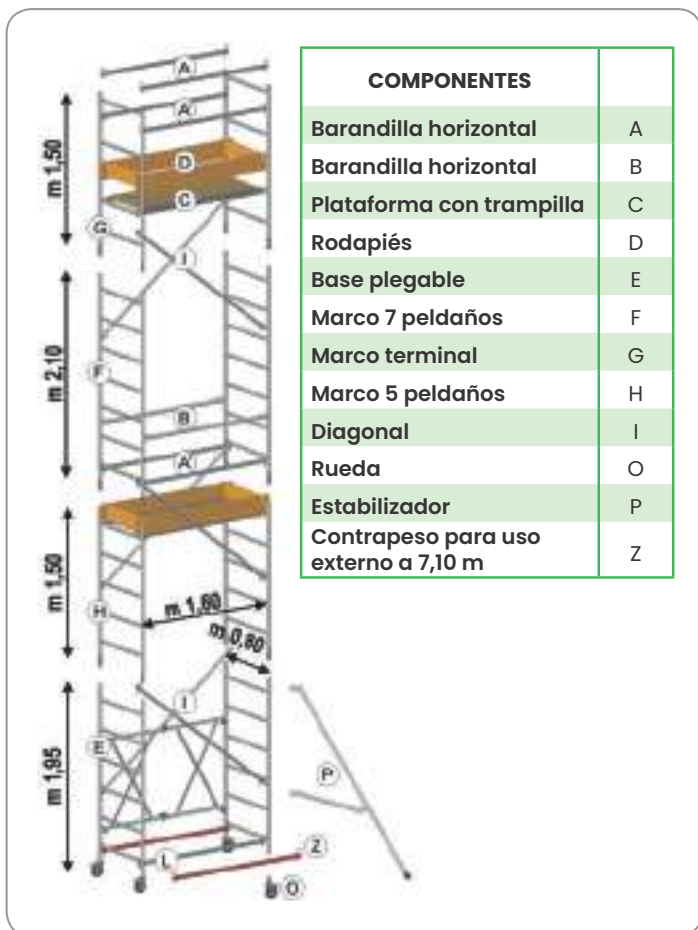 COMPONENTES
Barandilla horizontal A
Barandilla horizontal B
Plataforma con trampilla C
Rodapiés D
Base plegable E
Marco 7 peldaños F
Marco terminal G
Marco 5 peldaños H
Diagonal I
Rueda O
Estabilizador P
Contrapeso para uso
externo a 7,10 m Z
A
A
m 1,50
D
C
G
I
m 2,10
F
B
A
m 1,50
m 1,60
H
m 0,80
I
E
P
m 1,95
Z
L
O